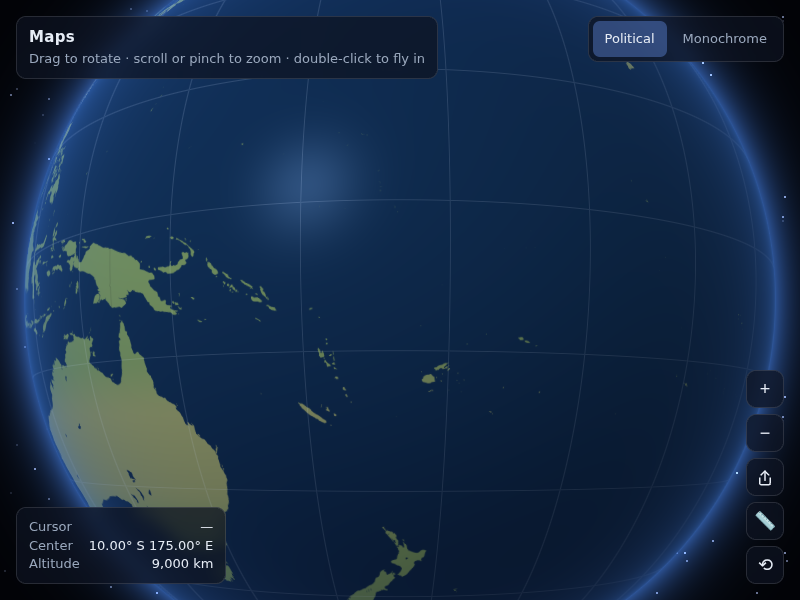 Maps
Drag to rotate · scroll or pinch to zoom · double-click to fly in
Political
Monochrome
+
−
Cursor —
Center 10.00° S 175.00° E
Altitude 9,000 km